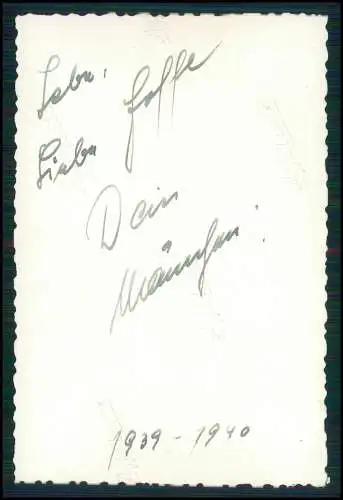 Lebe,
Liebe hoffe
Dein
Männchen.
1939 - 1940